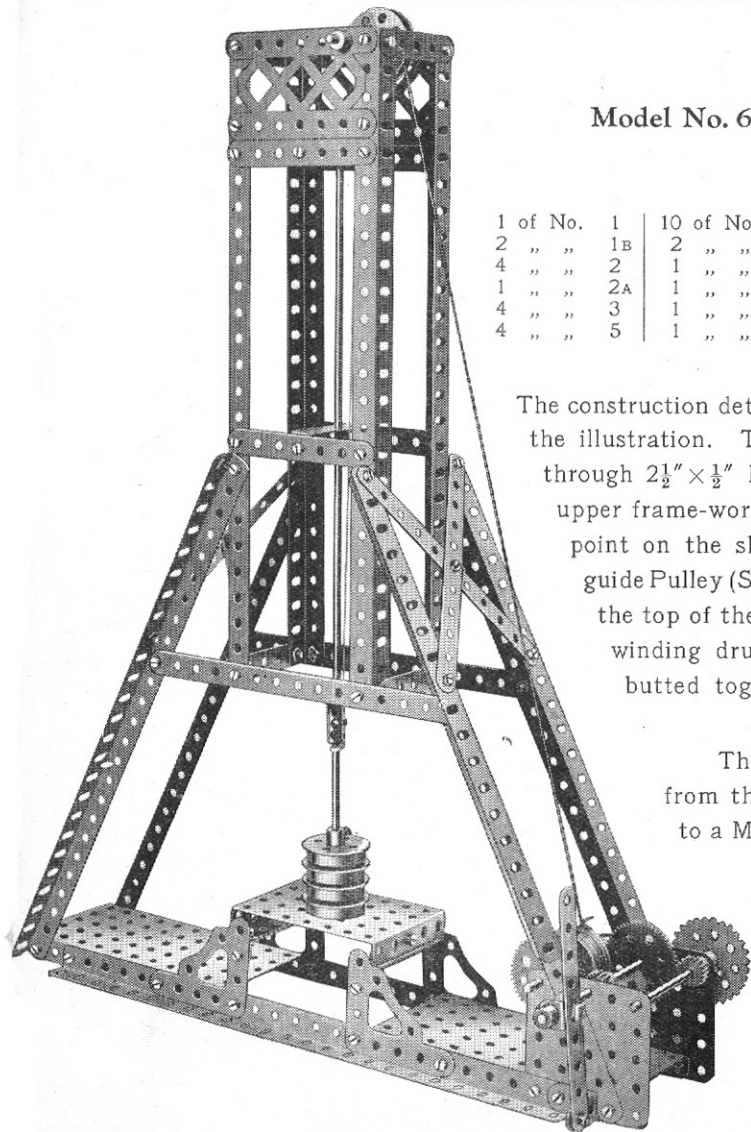 Model No. 6
1 of No. 1 | 10 of No
2 „ „ 1B | 2 „ „
4 „ „ 2 | 1 „ „
1 „ „ 2A | 1 „ „
4 „ „ 3 | 1 „ „
4 „ „ 5 | 1 „ „
The construction det
the illustration. T
through 2½″ × ½″
upper frame-wor
point on the s
guide Pulley (S
the top of the
winding dru
butted tog
Th
from th
to a M